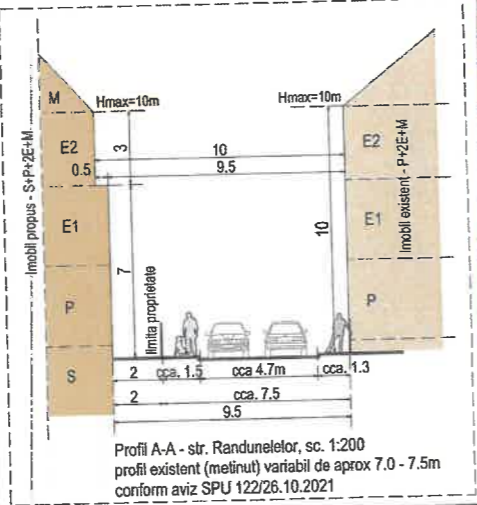 M
Hmax=10m
Hmax=10m
E2
3
10
E2
0.5
9.5
Imobil propus - S+P+2E+M
Imobil existent - P+2E+M
E1
10
E1
7
limita proprietate
P
P
S
2
cca. 1.5
cca 4.7m
cca. 1.3
2
cca. 7.5
9.5
Profil A-A - str. Randunelelor, sc. 1:200
profil existent (metinut) variabil de aprox 7.0 - 7.5m
conform aviz SPU 122/26.10.2021